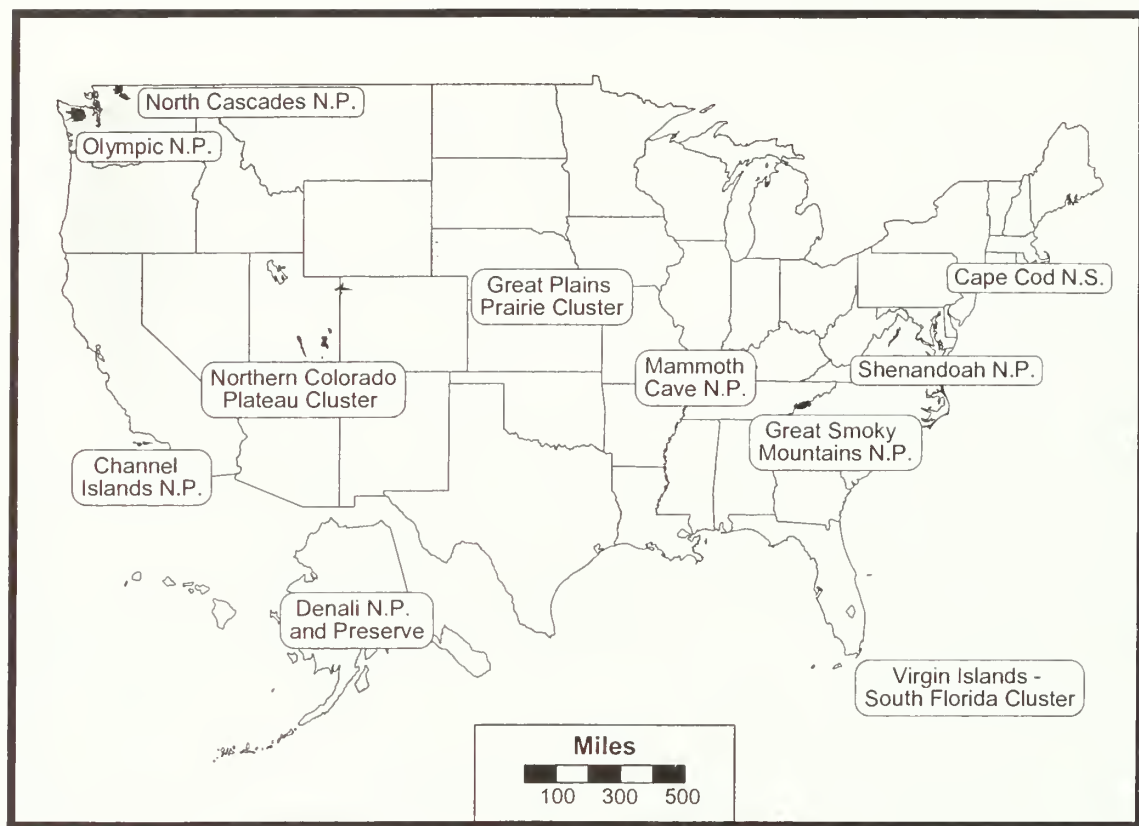 North Cascades N.P.
Olympic N.P.
Great Plains
Prairie Cluster
Cape Cod N.S.
Northern Colorado
Plateau Cluster
Mammoth
Cave N.P.
Shenandoah N.P.
Great Smoky
Mountains N.P.
Channel
Islands N.P.
Denali N.P.
and Preserve
Virgin Islands -
South Florida Cluster
Miles
100 300 500